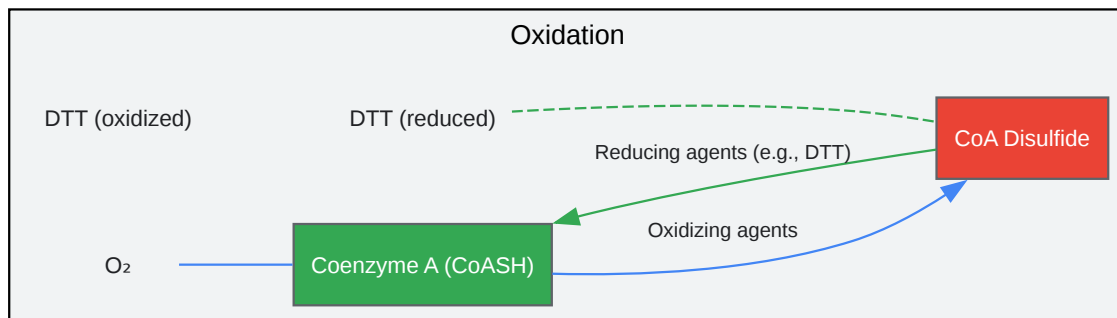 Oxidation
DTT (oxidized)
DTT (reduced)
CoA Disulfide
Reducing agents (e.g., DTT)
Oxidizing agents
O₂
Coenzyme A (CoASH)